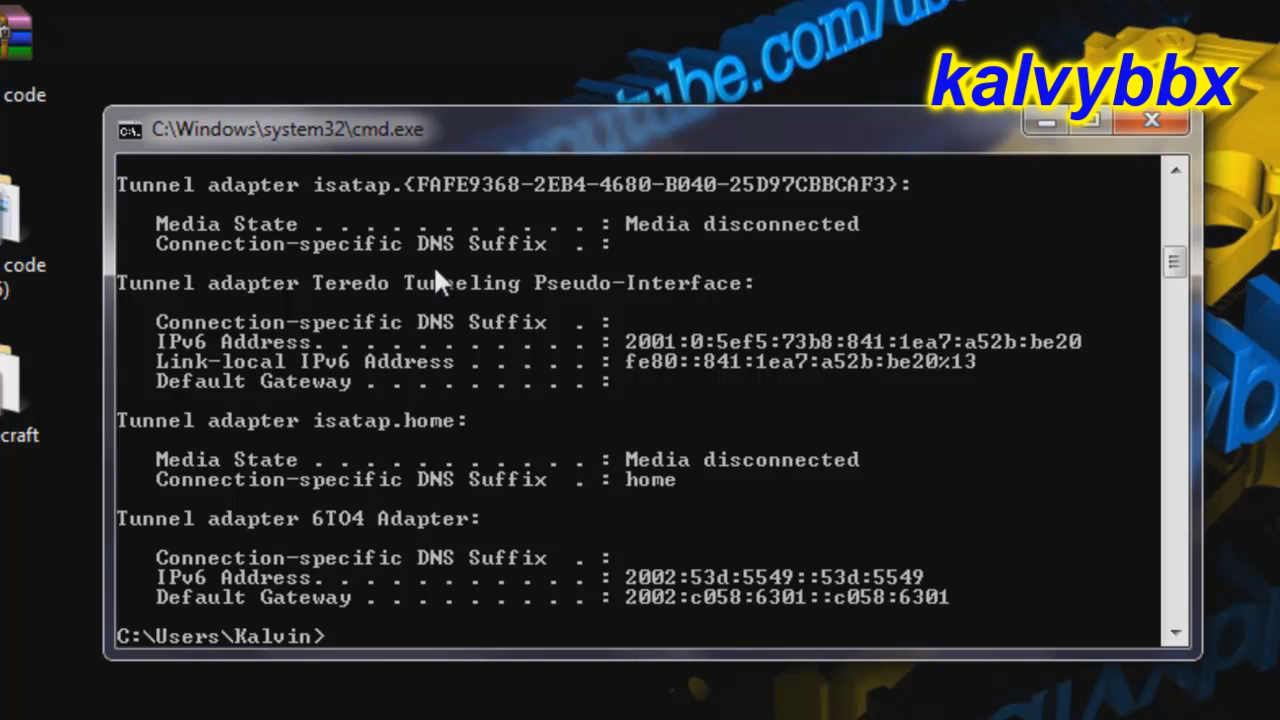 utube.com/u
kalvybbx
code
C:\Windows\system32\cmd.exe
Tunnel adapter isatap.{FAFE9368-2EB4-4680-B040-25D97CBBCAF3}:
Media State . . . . . . . . . . . : Media disconnected
Connection-specific DNS Suffix . :
code
Tunnel adapter Teredo Tunneling Pseudo-Interface:
Connection-specific DNS Suffix . :
IPv6 Address. . . . . . . . . . . : 2001:0:5ef5:73b8:841:1ea7:a52b:be20
Link-local IPv6 Address . . . . . : fe80::841:1ea7:a52b:be20%13
Default Gateway . . . . . . . . . :
Tunnel adapter isatap.home:
craft
Media State . . . . . . . . . . . : Media disconnected
Connection-specific DNS Suffix . : home
Tunnel adapter 6TO4 Adapter:
Connection-specific DNS Suffix . :
IPv6 Address. . . . . . . . . . . : 2002:53d:5549::53d:5549
Default Gateway . . . . . . . . . : 2002:c058:6301::c058:6301
C:\Users\Kalvin>